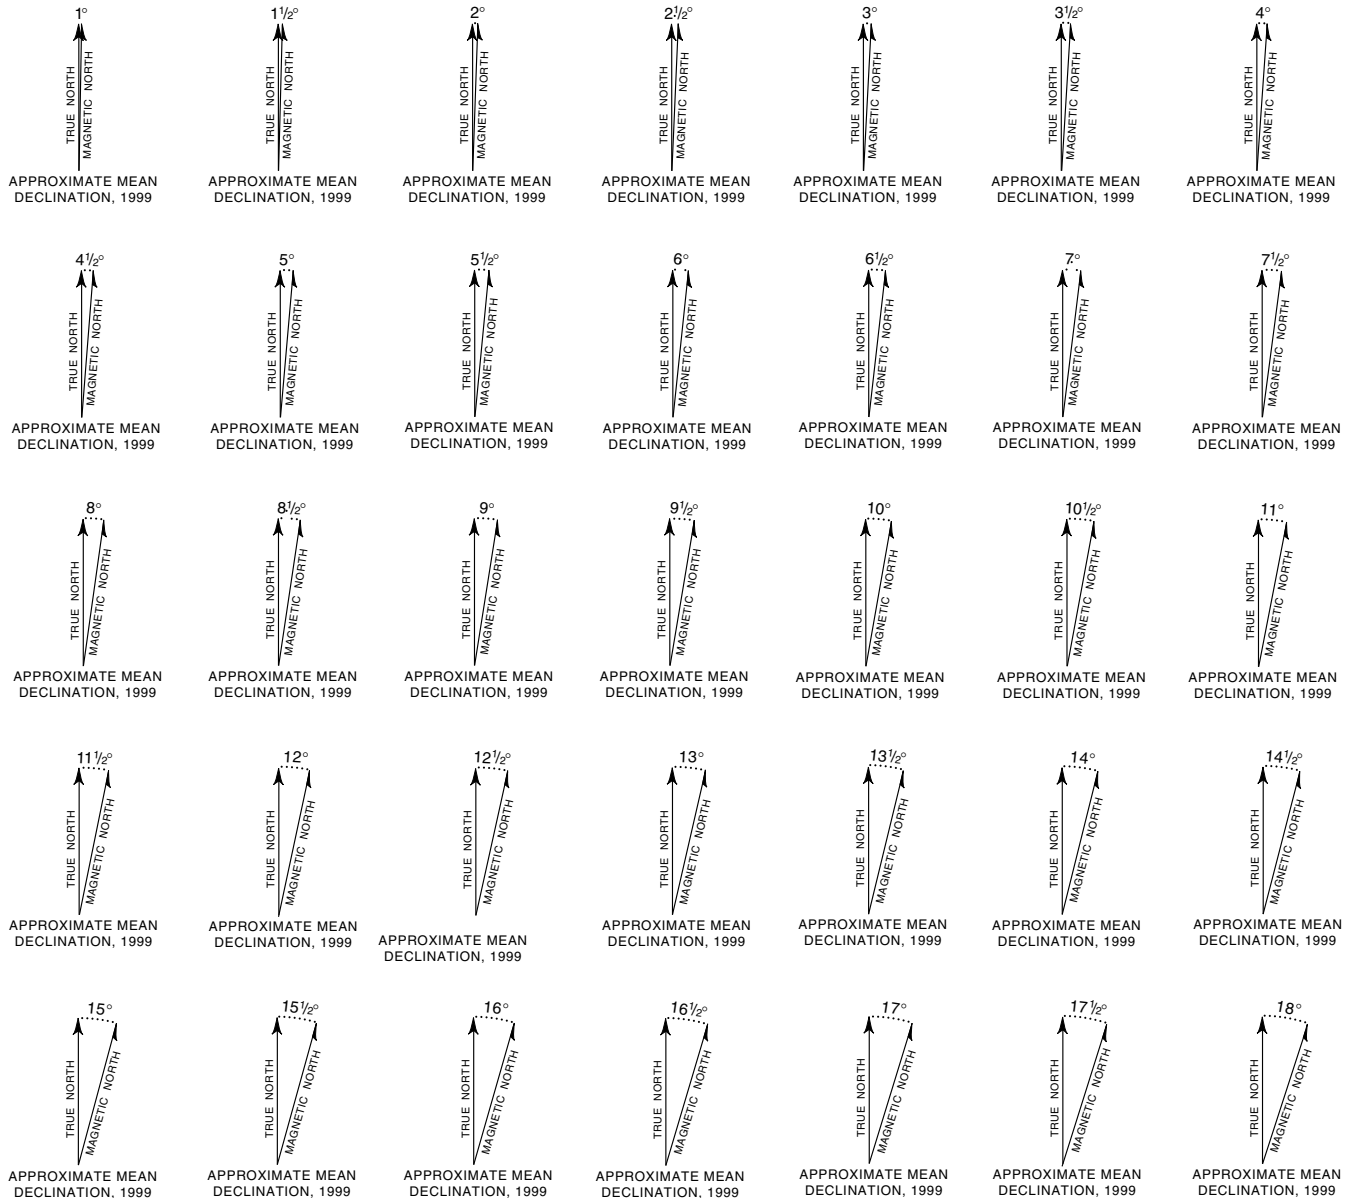 1°
TRUE NORTH
MAGNETIC NORTH
APPROXIMATE MEAN
DECLINATION, 1999
1½°
TRUE NORTH
MAGNETIC NORTH
APPROXIMATE MEAN
DECLINATION, 1999
2°
TRUE NORTH
MAGNETIC NORTH
APPROXIMATE MEAN
DECLINATION, 1999
2½°
TRUE NORTH
MAGNETIC NORTH
APPROXIMATE MEAN
DECLINATION, 1999
3°
TRUE NORTH
MAGNETIC NORTH
APPROXIMATE MEAN
DECLINATION, 1999
3½°
TRUE NORTH
MAGNETIC NORTH
APPROXIMATE MEAN
DECLINATION, 1999
4°
TRUE NORTH
MAGNETIC NORTH
APPROXIMATE MEAN
DECLINATION, 1999
4½°
TRUE NORTH
MAGNETIC NORTH
APPROXIMATE MEAN
DECLINATION, 1999
5°
TRUE NORTH
MAGNETIC NORTH
APPROXIMATE MEAN
DECLINATION, 1999
5½°
TRUE NORTH
MAGNETIC NORTH
APPROXIMATE MEAN
DECLINATION, 1999
6°
TRUE NORTH
MAGNETIC NORTH
APPROXIMATE MEAN
DECLINATION, 1999
6½°
TRUE NORTH
MAGNETIC NORTH
APPROXIMATE MEAN
DECLINATION, 1999
7°
TRUE NORTH
MAGNETIC NORTH
APPROXIMATE MEAN
DECLINATION, 1999
7½°
TRUE NORTH
MAGNETIC NORTH
APPROXIMATE MEAN
DECLINATION, 1999
8°
TRUE NORTH
MAGNETIC NORTH
APPROXIMATE MEAN
DECLINATION, 1999
8½°
TRUE NORTH
MAGNETIC NORTH
APPROXIMATE MEAN
DECLINATION, 1999
9°
TRUE NORTH
MAGNETIC NORTH
APPROXIMATE MEAN
DECLINATION, 1999
9½°
TRUE NORTH
MAGNETIC NORTH
APPROXIMATE MEAN
DECLINATION, 1999
10°
TRUE NORTH
MAGNETIC NORTH
APPROXIMATE MEAN
DECLINATION, 1999
10½°
TRUE NORTH
MAGNETIC NORTH
APPROXIMATE MEAN
DECLINATION, 1999
11°
TRUE NORTH
MAGNETIC NORTH
APPROXIMATE MEAN
DECLINATION, 1999
11½°
TRUE NORTH
MAGNETIC NORTH
APPROXIMATE MEAN
DECLINATION, 1999
12°
TRUE NORTH
MAGNETIC NORTH
APPROXIMATE MEAN
DECLINATION, 1999
12½°
TRUE NORTH
MAGNETIC NORTH
APPROXIMATE MEAN
DECLINATION, 1999
13°
TRUE NORTH
MAGNETIC NORTH
APPROXIMATE MEAN
DECLINATION, 1999
13½°
TRUE NORTH
MAGNETIC NORTH
APPROXIMATE MEAN
DECLINATION, 1999
14°
TRUE NORTH
MAGNETIC NORTH
APPROXIMATE MEAN
DECLINATION, 1999
14½°
TRUE NORTH
MAGNETIC NORTH
APPROXIMATE MEAN
DECLINATION, 1999
15°
TRUE NORTH
MAGNETIC NORTH
APPROXIMATE MEAN
DECLINATION, 1999
15½°
TRUE NORTH
MAGNETIC NORTH
APPROXIMATE MEAN
DECLINATION, 1999
16°
TRUE NORTH
MAGNETIC NORTH
APPROXIMATE MEAN
DECLINATION, 1999
16½°
TRUE NORTH
MAGNETIC NORTH
APPROXIMATE MEAN
DECLINATION, 1999
17°
TRUE NORTH
MAGNETIC NORTH
APPROXIMATE MEAN
DECLINATION, 1999
17½°
TRUE NORTH
MAGNETIC NORTH
APPROXIMATE MEAN
DECLINATION, 1999
18°
TRUE NORTH
MAGNETIC NORTH
APPROXIMATE MEAN
DECLINATION, 1999